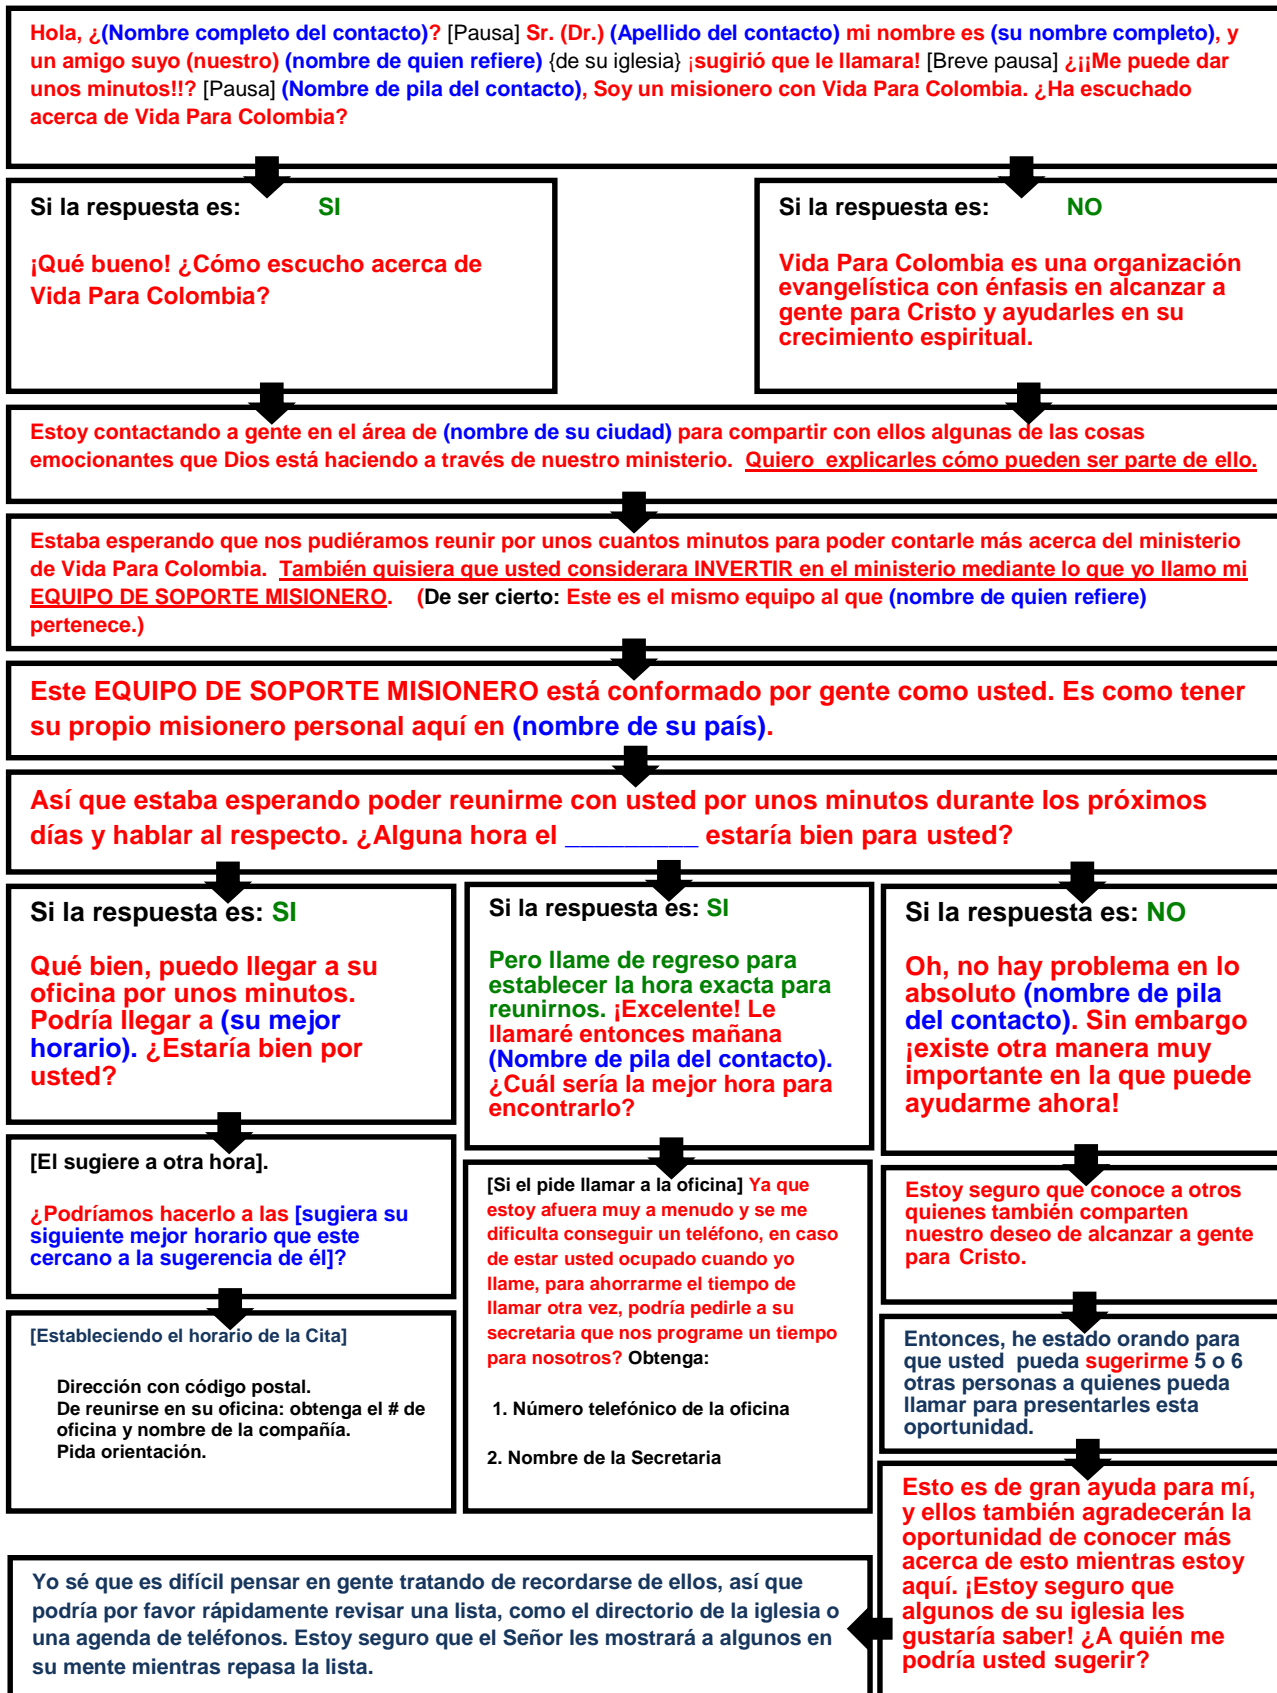 Hola, ¿(Nombre completo del contacto)? [Pausa] Sr. (Dr.) (Apellido del contacto) mi nombre es (su nombre completo), y
un amigo suyo (nuestro) (nombre de quien refiere) {de su iglesia} ¡sugirió que le llamara! [Breve pausa] ¿¡¡Me puede dar
unos minutos!!? [Pausa] (Nombre de pila del contacto), Soy un misionero con Vida Para Colombia. ¿Ha escuchado
acerca de Vida Para Colombia?
Si la respuesta es: SI
¡Qué bueno! ¿Cómo escucho acerca de
Vida Para Colombia?
Si la respuesta es: NO
Vida Para Colombia es una organización
evangelística con énfasis en alcanzar a
gente para Cristo y ayudarles en su
crecimiento espiritual.
Estoy contactando a gente en el área de (nombre de su ciudad) para compartir con ellos algunas de las cosas
emocionantes que Dios está haciendo a través de nuestro ministerio. Quiero explicarles cómo pueden ser parte de ello.
Estaba esperando que nos pudiéramos reunir por unos cuantos minutos para poder contarle más acerca del ministerio
de Vida Para Colombia. También quisiera que usted considerara INVERTIR en el ministerio mediante lo que yo llamo mi
EQUIPO DE SOPORTE MISIONERO. (De ser cierto: Este es el mismo equipo al que (nombre de quien refiere)
pertenece.)
Este EQUIPO DE SOPORTE MISIONERO está conformado por gente como usted. Es como tener
su propio misionero personal aquí en (nombre de su país).
Así que estaba esperando poder reunirme con usted por unos minutos durante los próximos
días y hablar al respecto. ¿Alguna hora el _________ estaría bien para usted?
Si la respuesta es: SI
Qué bien, puedo llegar a su
oficina por unos minutos.
Podría llegar a (su mejor
horario). ¿Estaría bien por
usted?
[El sugiere a otra hora].
¿Podríamos hacerlo a las [sugiera su
siguiente mejor horario que este
cercano a la sugerencia de él]?
[Estableciendo el horario de la Cita]
Dirección con código postal.
De reunirse en su oficina: obtenga el # de
oficina y nombre de la compañía.
Pida orientación.
Si la respuesta es: SI
Pero llame de regreso para
establecer la hora exacta para
reunirnos. ¡Excelente! Le
llamaré entonces mañana
(Nombre de pila del contacto).
¿Cuál sería la mejor hora para
encontrarlo?
[Si el pide llamar a la oficina] Ya que
estoy afuera muy a menudo y se me
dificulta conseguir un teléfono, en caso
de estar usted ocupado cuando yo
llame, para ahorrarme el tiempo de
llamar otra vez, podría pedirle a su
secretaria que nos programe un tiempo
para nosotros? Obtenga:
1. Número telefónico de la oficina
2. Nombre de la Secretaria
Si la respuesta es: NO
Oh, no hay problema en lo
absoluto (nombre de pila
del contacto). Sin embargo
¡existe otra manera muy
importante en la que puede
ayudarme ahora!
Estoy seguro que conoce a otros
quienes también comparten
nuestro deseo de alcanzar a gente
para Cristo.
Entonces, he estado orando para
que usted pueda sugerirme 5 o 6
otras personas a quienes pueda
llamar para presentarles esta
oportunidad.
Esto es de gran ayuda para mí,
y ellos también agradecerán la
oportunidad de conocer más
acerca de esto mientras estoy
aquí. ¡Estoy seguro que
algunos de su iglesia les
gustaría saber! ¿A quién me
podría usted sugerir?
Yo sé que es difícil pensar en gente tratando de recordarse de ellos, así que
podría por favor rápidamente revisar una lista, como el directorio de la iglesia o
una agenda de teléfonos. Estoy seguro que el Señor les mostrará a algunos en
su mente mientras repasa la lista.